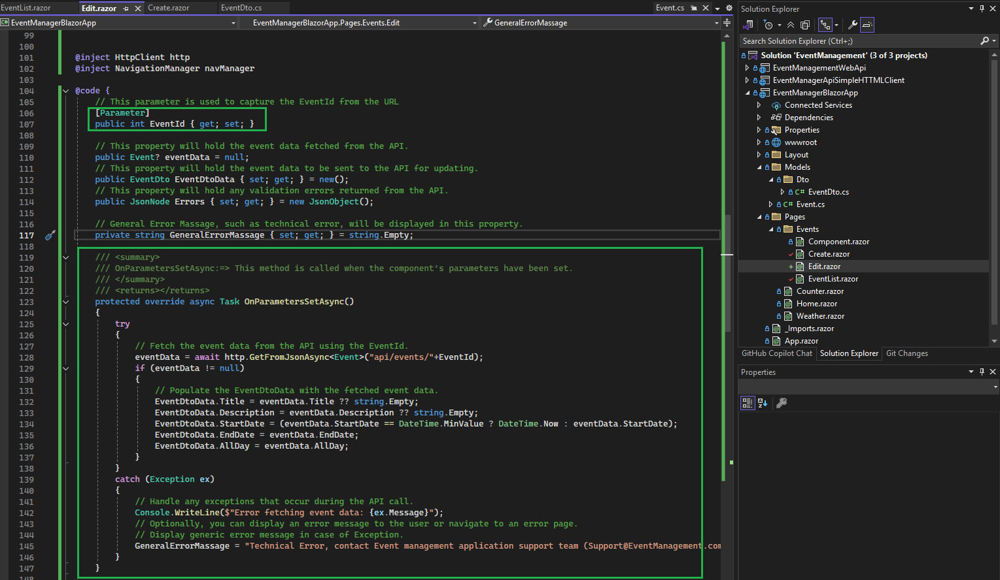 EventList.razor
Edit.razor
Create.razor
EventDto.cs
Event.cs
EventManagerBlazorApp
EventManagerBlazorApp.Pages.Events.Edit
GeneralErrorMassage
99
100
101 @inject HttpClient http
102 @inject NavigationManager navManager
103
104 @code {
105 // This parameter is used to capture the EventId from the URL
106 [Parameter]
107 public int EventId { get; set; }
108
109 // This property will hold the event data fetched from the API.
110 public Event? eventData = null;
111 // This property will hold the event data to be sent to the API for updating.
112 public EventDto EventDtoData { set; get; } = new();
113 // This property will hold any validation errors returned from the API.
114 public JsonNode Errors { set; get; } = new JsonObject();
115
116 // General Error Massage, such as technical error, will be displayed in this property.
117 private string GeneralErrorMassage { set; get; } = string.Empty;
118
119 /// <summary>
120 /// OnParametersSetAsync:=> This method is called when the component's parameters have been set.
121 /// </summary>
122 /// <returns></returns>
123 protected override async Task OnParametersSetAsync()
124 {
125 try
126 {
127 // Fetch the event data from the API using the EventId.
128 eventData = await http.GetFromJsonAsync<Event>("api/events/"+EventId);
129 if (eventData != null)
130 {
131 // Populate the EventDtoData with the fetched event data.
132 EventDtoData.Title = eventData.Title ?? string.Empty;
133 EventDtoData.Description = eventData.Description ?? string.Empty;
134 EventDtoData.StartDate = (eventData.StartDate == DateTime.MinValue ? DateTime.Now : eventData.StartDate);
135 EventDtoData.EndDate = eventData.EndDate;
136 EventDtoData.AllDay = eventData.AllDay;
137 }
138 }
139 catch (Exception ex)
140 {
141 // Handle any exceptions that occur during the API call.
142 Console.WriteLine($"Error fetching event data: {ex.Message}");
143 // Optionally, you can display an error message to the user or navigate to an error page.
144 // Display generic error message in case of Exception.
145 GeneralErrorMassage = "Technical Error, contact Event management application support team (Support@EventManagement.com
146 }
147 }
148
Solution Explorer
Search Solution Explorer (Ctrl+;)
Solution 'EventManagement' (3 of 3 projects)
EventManagementWebApi
EventManagerApiSimpleHTTMLClient
EventManagerBlazorApp
Connected Services
Dependencies
Properties
wwwroot
Layout
Models
Dto
C# EventDto.cs
C# Event.cs
Pages
Events
Component.razor
Create.razor
Edit.razor
EventList.razor
Counter.razor
Home.razor
Weather.razor
_Imports.razor
App.razor
GitHub Copilot Chat
Solution Explorer
Git Changes
Properties